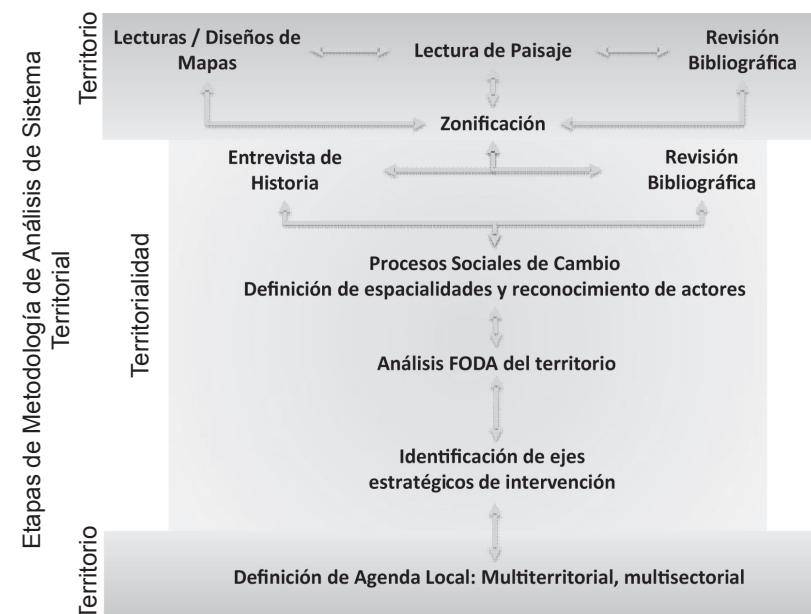 Etapas de Metodología de Análisis de Sistema
Territorial
Territorio
Lecturas / Diseños de
Mapas
Lectura de Paisaje
Revisión
Bibliográfica
Zonificación
Territorialidad
Entrevista de
Historia
Revisión
Bibliográfica
Procesos Sociales de Cambio
Definición de espacialidades y reconocimiento de actores
Análisis FODA del territorio
Identificación de ejes
estratégicos de intervención
Territorio
Definición de Agenda Local: Multiterritorial, multisectorial